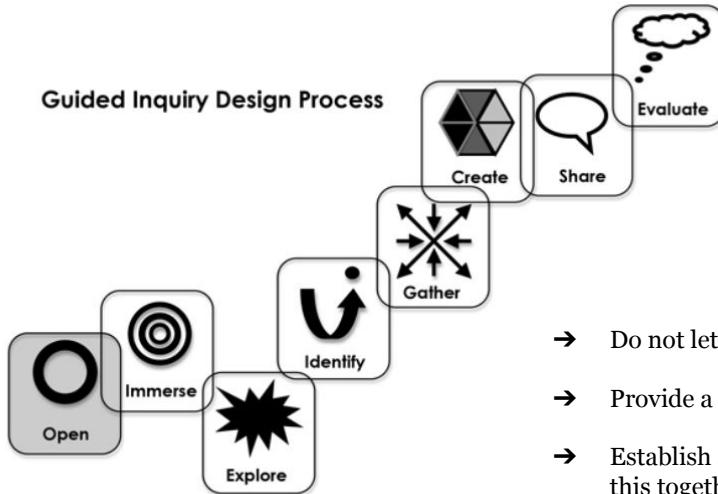 Guided Inquiry Design Process
Evaluate
Create
Share
Gather
Identify
Immerse
Open
Explore
→ Do not let
→ Provide a
→ Establish
this togeth